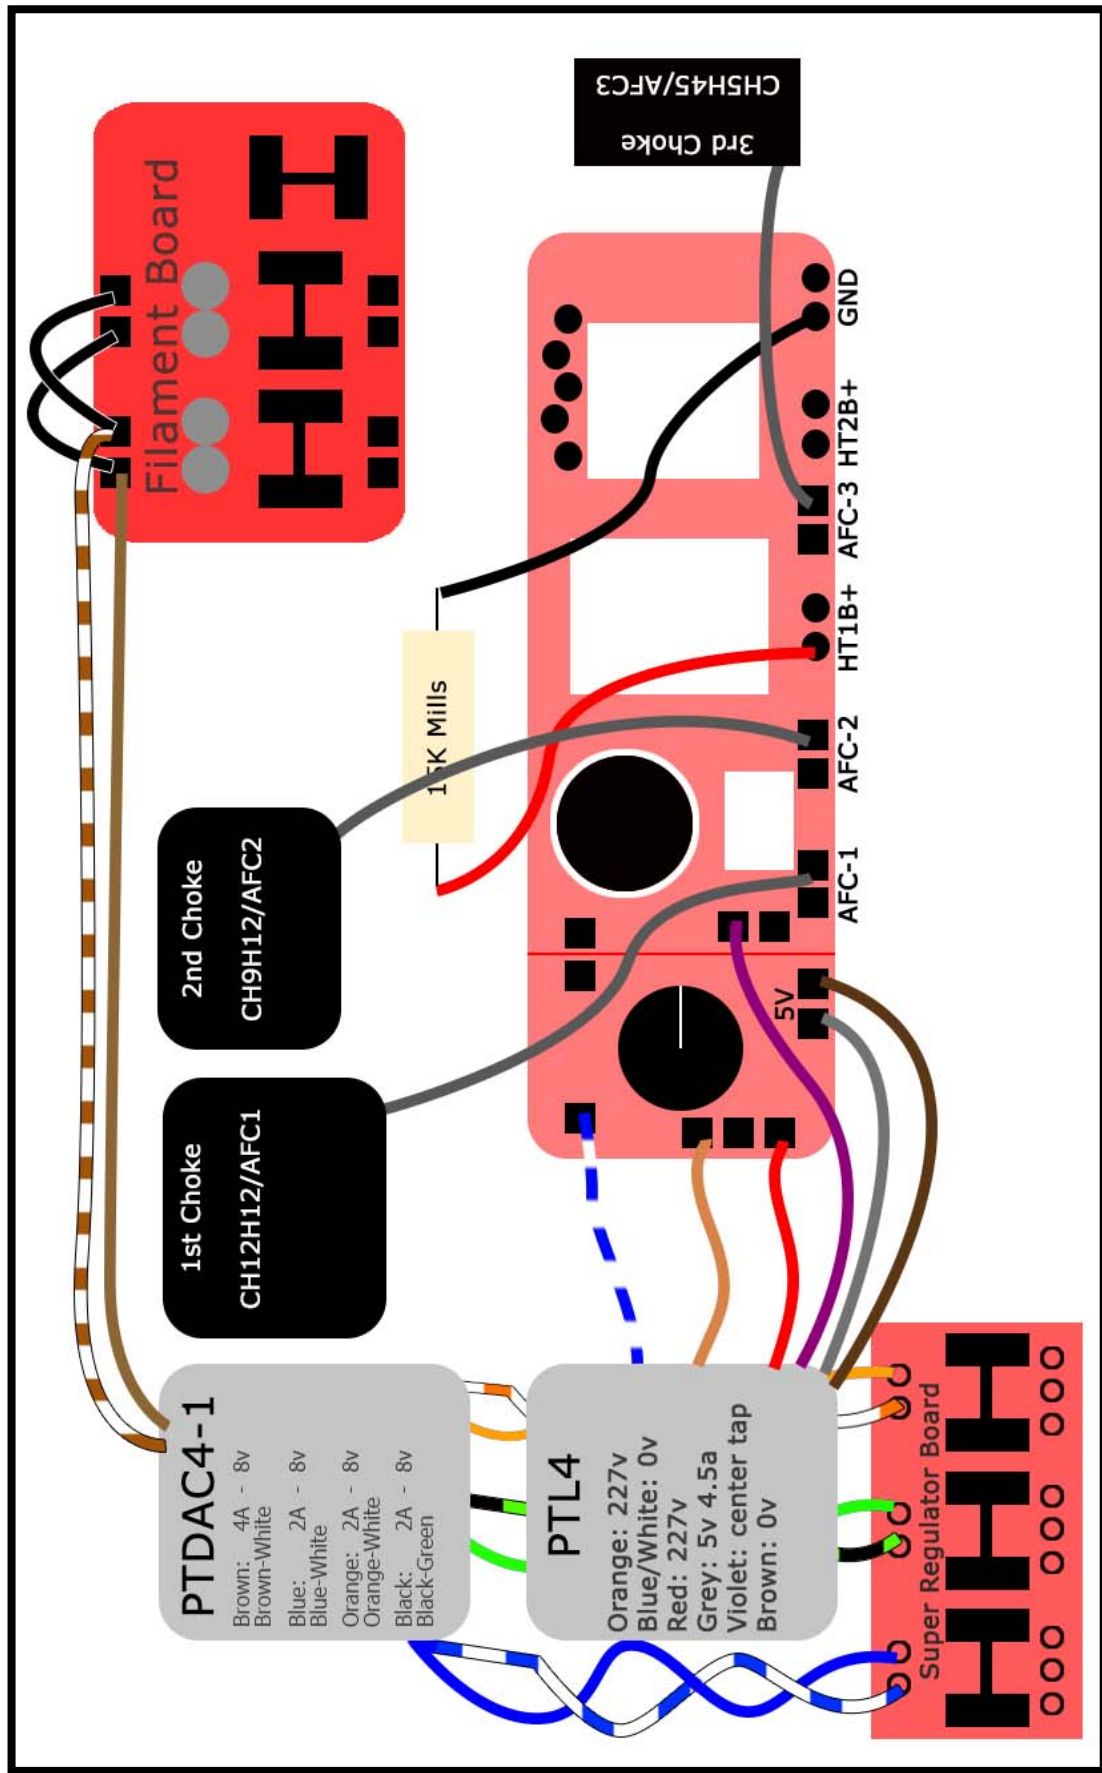 3rd Choke
CH5H45/AFC3
Filament Board
GND
HT2B+
AFC-3
HT1B+
AFC-2
AFC-1
5V
15K Mills
2nd Choke
CH9H12/AFC2
1st Choke
CH12H12/AFC1
PTDAC4-1
Brown: 4A - 8v
Brown-White
Blue: 2A - 8v
Blue-White
Orange: 2A - 8v
Orange-White
Black: 2A - 8v
Black-Green
PTL4
Orange: 227v
Blue/White: 0v
Red: 227v
Grey: 5v 4.5a
Violet: center tap
Brown: 0v
Super Regulator Board